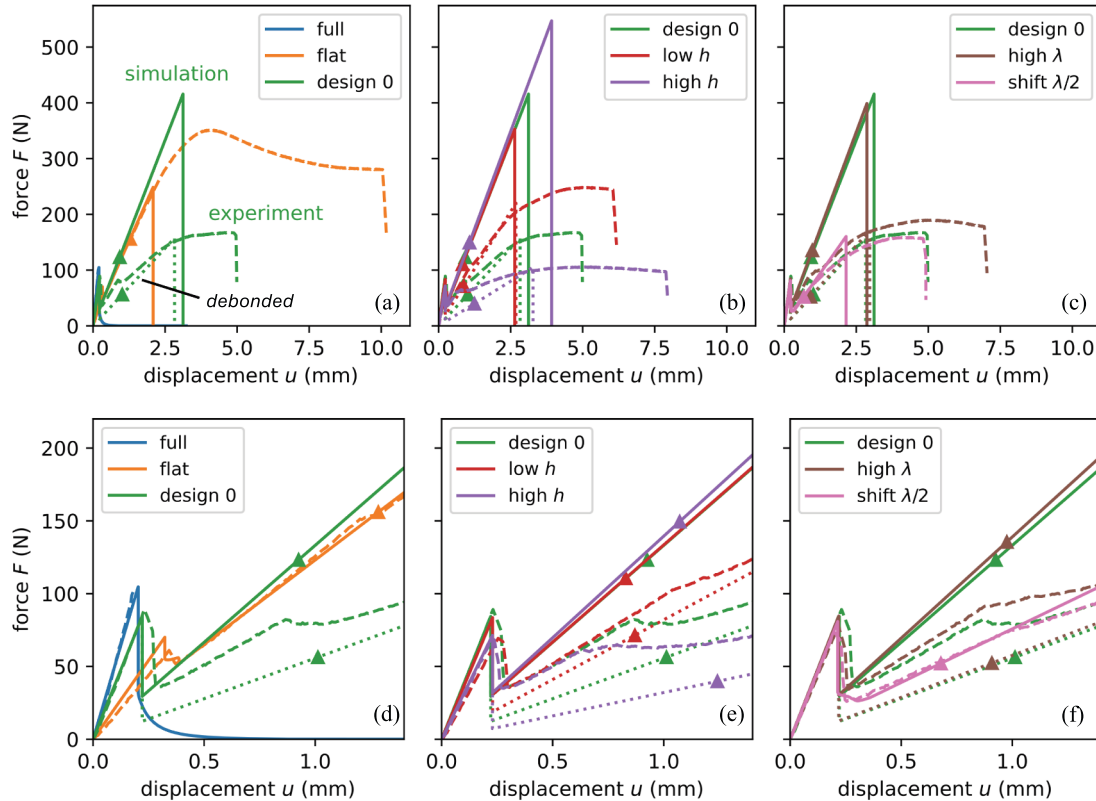 full
flat
design 0
simulation
experiment
debonded
(a)
force F (N)
0
100
200
300
400
500
0.0
2.5
5.0
7.5
10.0
displacement u (mm)
design 0
low h
high h
(b)
0.0
2.5
5.0
7.5
10.0
displacement u (mm)
design 0
high λ
shift λ/2
(c)
0.0
2.5
5.0
7.5
10.0
displacement u (mm)
full
flat
design 0
(d)
force F (N)
0
50
100
150
200
0.0
0.5
1.0
displacement u (mm)
design 0
low h
high h
(e)
0.0
0.5
1.0
displacement u (mm)
design 0
high λ
shift λ/2
(f)
0.0
0.5
1.0
displacement u (mm)